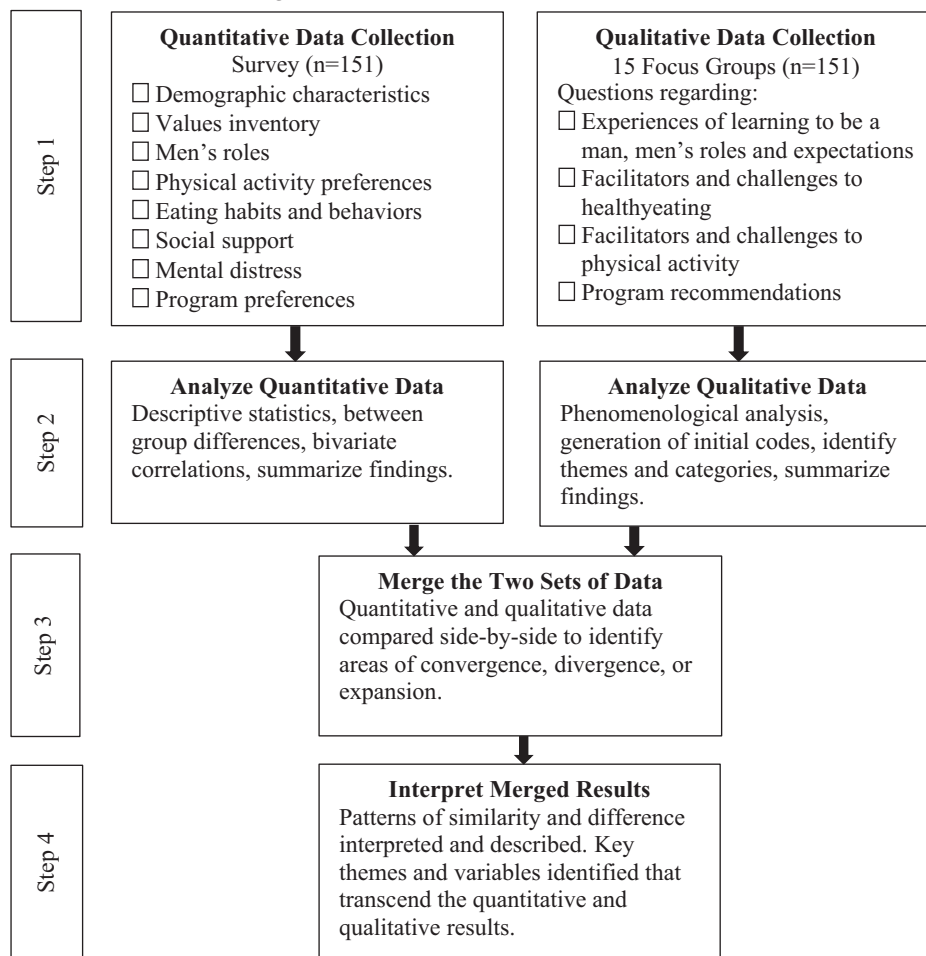 Step 1
Quantitative Data Collection
Survey (n=151)
☐ Demographic characteristics
☐ Values inventory
☐ Men's roles
☐ Physical activity preferences
☐ Eating habits and behaviors
☐ Social support
☐ Mental distress
☐ Program preferences
Qualitative Data Collection
15 Focus Groups (n=151)
Questions regarding:
☐ Experiences of learning to be a
man, men's roles and expectations
☐ Facilitators and challenges to
healthyeating
☐ Facilitators and challenges to
physical activity
☐ Program recommendations
Step 2
Analyze Quantitative Data
Descriptive statistics, between
group differences, bivariate
correlations, summarize findings.
Analyze Qualitative Data
Phenomenological analysis,
generation of initial codes, identify
themes and categories, summarize
findings.
Step 3
Merge the Two Sets of Data
Quantitative and qualitative data
compared side-by-side to identify
areas of convergence, divergence, or
expansion.
Step 4
Interpret Merged Results
Patterns of similarity and difference
interpreted and described. Key
themes and variables identified that
transcend the quantitative and
qualitative results.